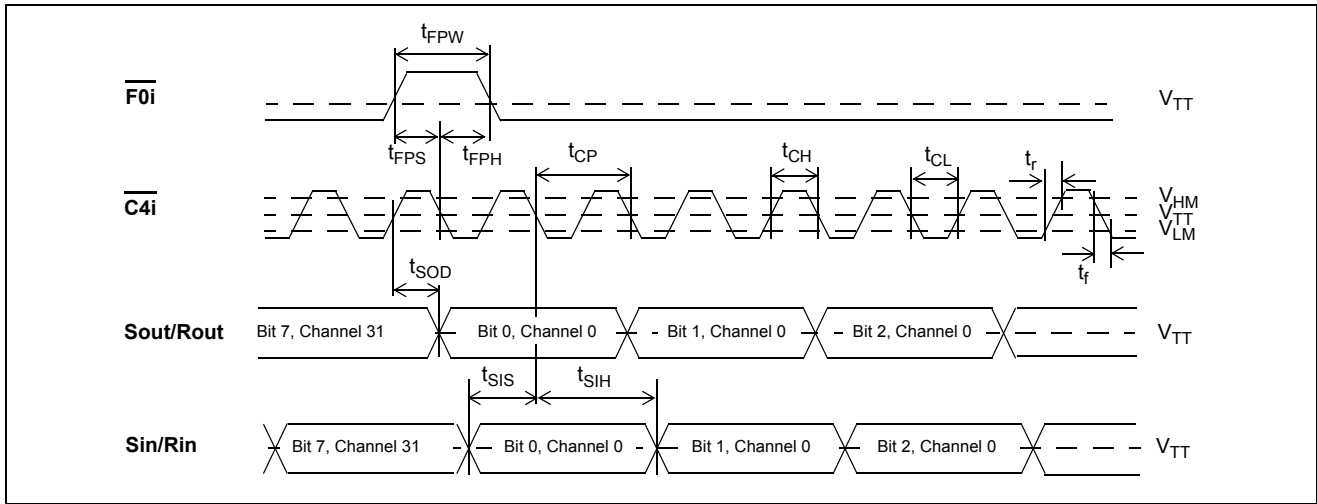 tFPW
F0i
VTT
tFPS
tFPH
tCP
tCH
tCL
tr
C4i
VHM
VTT
VLM
tSOD
tf
Sout/Rout
Bit 7, Channel 31
Bit 0, Channel 0
Bit 1, Channel 0
Bit 2, Channel 0
VTT
tSIS
tSIH
Sin/Rin
Bit 7, Channel 31
Bit 0, Channel 0
Bit 1, Channel 0
Bit 2, Channel 0
VTT